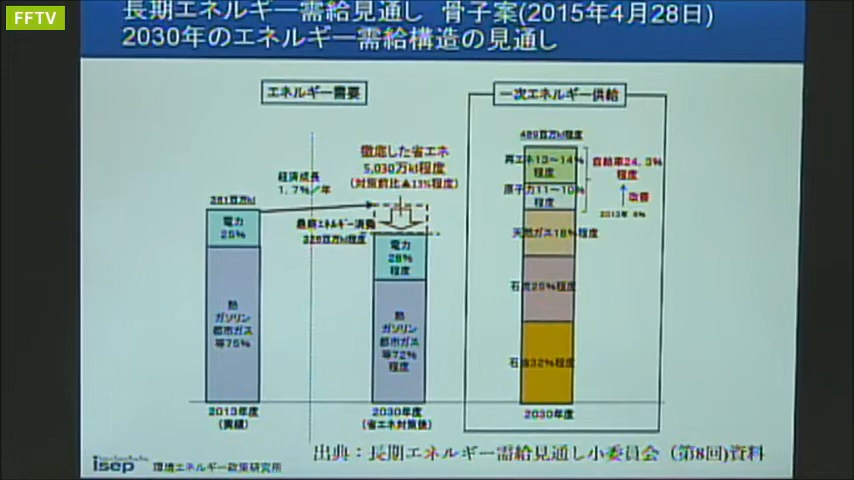 FFTV
長期エネルギー需給見通し 骨子案(2015年4月28日)
2030年のエネルギー需給構造の見通し
エネルギー需要
一次エネルギー供給
徹底した省エネ
5,030万kl程度
(対策前比▲13%程度)
経済成長
1.7%/年
361百万kl
電力
25%
熱
ガソリン
都市ガス
等75%
2013年度
(実績)
最終エネルギー消費
326百万kl程度
電力
28%
程度
熱
ガソリン
都市ガス
等72%
程度
2030年度
(省エネ対策後)
489百万kl程度
再エネ13~14%
程度
原子力11~10%
程度
天然ガス18%程度
石炭25%程度
石油32%程度
2030年度
自給率24.3%
程度
改善
2013年 6%
出典:長期エネルギー需給見通し小委員会 (第8回)資料
isep 環境エネルギー政策研究所